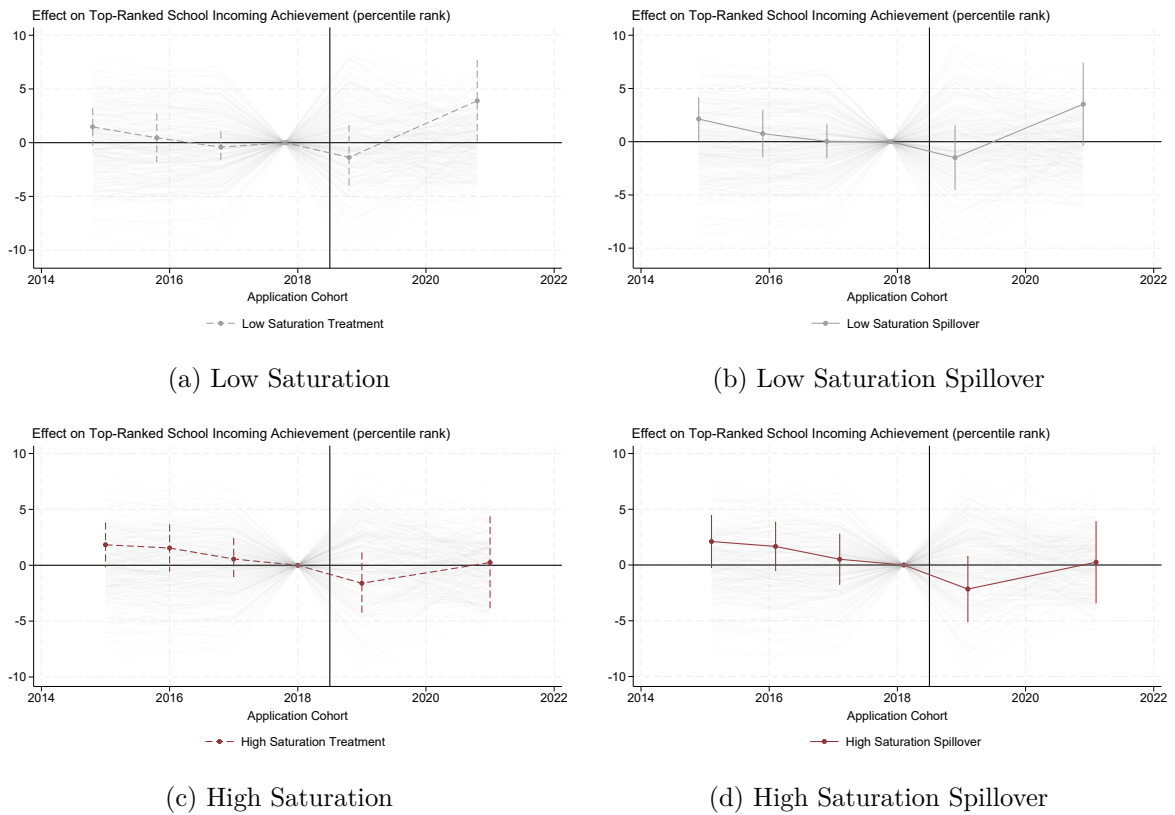 Effect on Top-Ranked School Incoming Achievement (percentile rank)
10
5
0
-5
-10
2014 2016 2018 2020 2022
Application Cohort
Low Saturation Treatment
(a) Low Saturation
Effect on Top-Ranked School Incoming Achievement (percentile rank)
10
5
0
-5
-10
2014 2016 2018 2020 2022
Application Cohort
Low Saturation Spillover
(b) Low Saturation Spillover
Effect on Top-Ranked School Incoming Achievement (percentile rank)
10
5
0
-5
-10
2014 2016 2018 2020 2022
Application Cohort
High Saturation Treatment
(c) High Saturation
Effect on Top-Ranked School Incoming Achievement (percentile rank)
10
5
0
-5
-10
2014 2016 2018 2020 2022
Application Cohort
High Saturation Spillover
(d) High Saturation Spillover